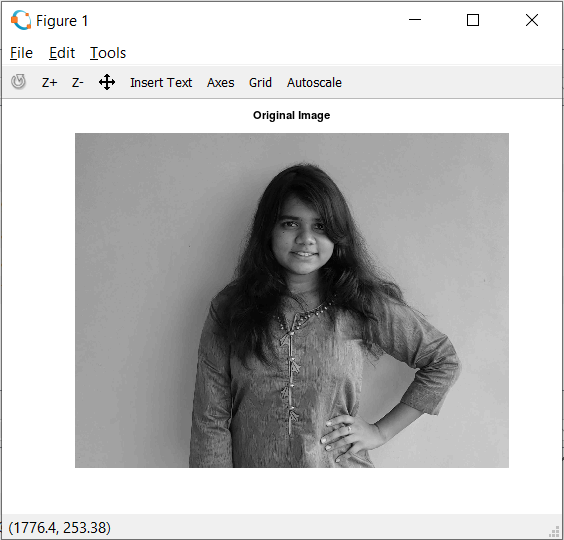 Figure 1
File Edit Tools
Z+ Z- Insert Text Axes Grid Autoscale
Original Image
(1776.4, 253.38)